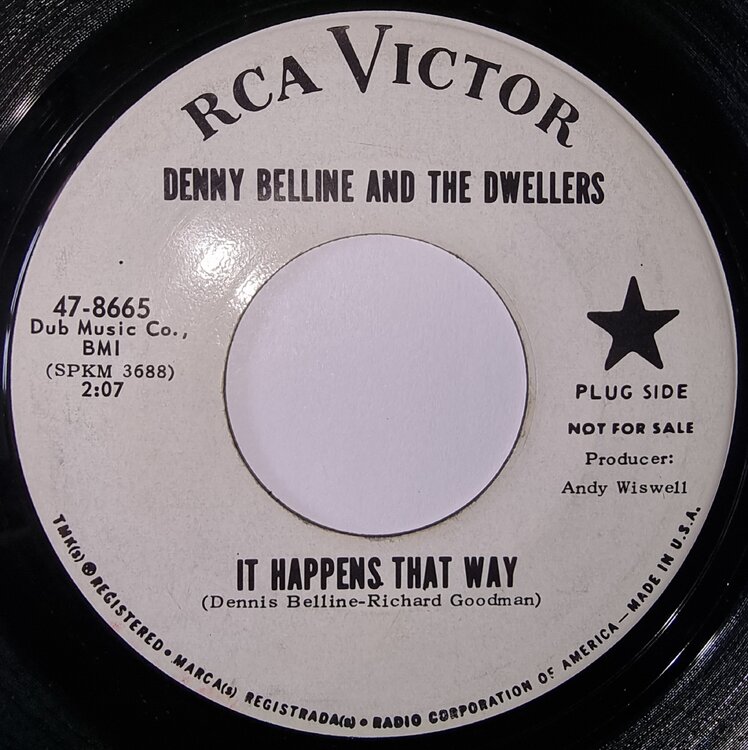 RCA VICTOR
DENNY BELLINE AND THE DWELLERS
47-8665
Dub Music Co.,
BMI
(SPKM 3688)
2:07
PLUG SIDE
NOT FOR SALE
Producer:
Andy Wiswell
IT HAPPENS THAT WAY
(Dennis Belline-Richard Goodman)
TMK(s) ® REGISTERED • MARCA(s) REGISTRADA(s) • RADIO CORPORATION OF AMERICA — MADE IN U.S.A.